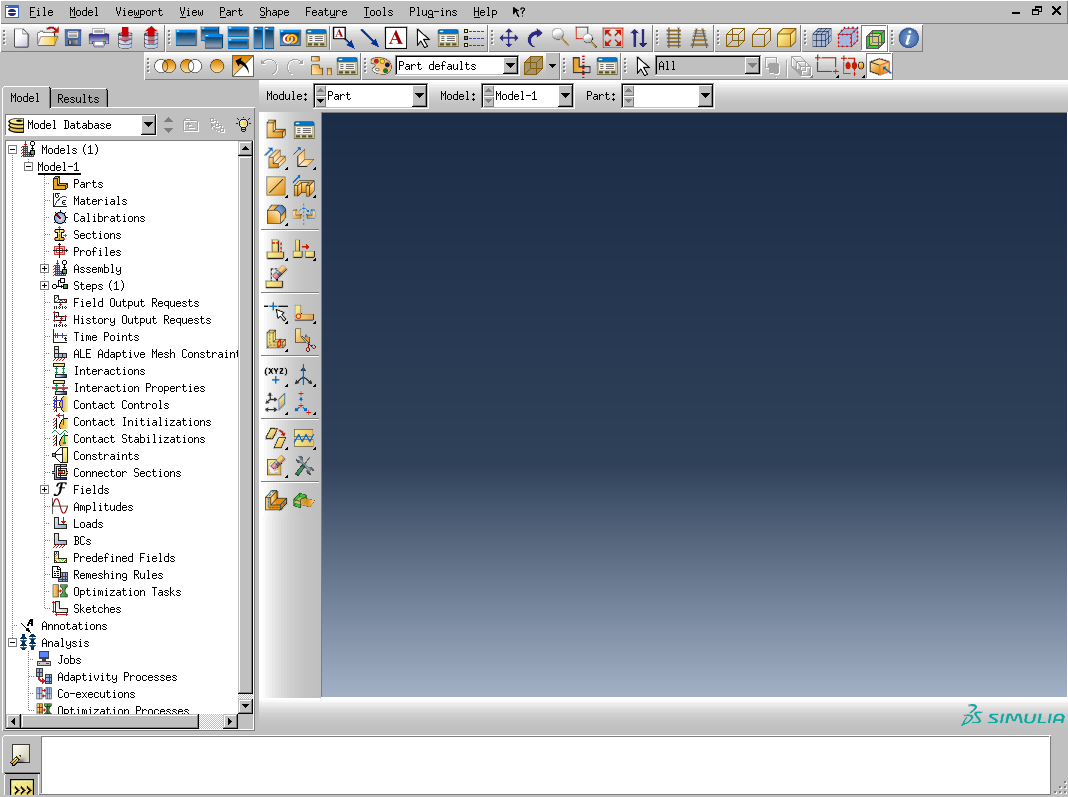 File Model Viewport View Part Shape Feature Tools Plug-ins Help ?
A A i
Part defaults All
Model Results Module: Part Model: Model-1 Part:
Model Database
Models (1)
Model-1
Parts
Materials
Calibrations
Sections
Profiles
Assembly
Steps (1)
Field Output Requests
History Output Requests
Time Points
ALE Adaptive Mesh Constraint
Interactions
Interaction Properties
(XYZ)
Contact Controls
Contact Initializations
Contact Stabilizations
Constraints
Connector Sections
Fields
Amplitudes
Loads
BCs
Predefined Fields
Remeshing Rules
Optimization Tasks
Sketches
Annotations
Analysis
Jobs
Adaptivity Processes
Co-executions
Optimization Processes
SIMULIA
>>>